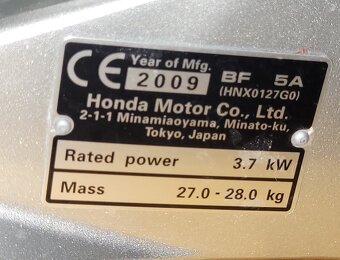 CE Year of Mfg.
2009 BF 5A
(HNX0127G0)
Honda Motor Co., Ltd.
2-1-1 Minamiaoyama, Minato-ku,
Tokyo, Japan
Rated power 3.7 kW
Mass 27.0 - 28.0 kg